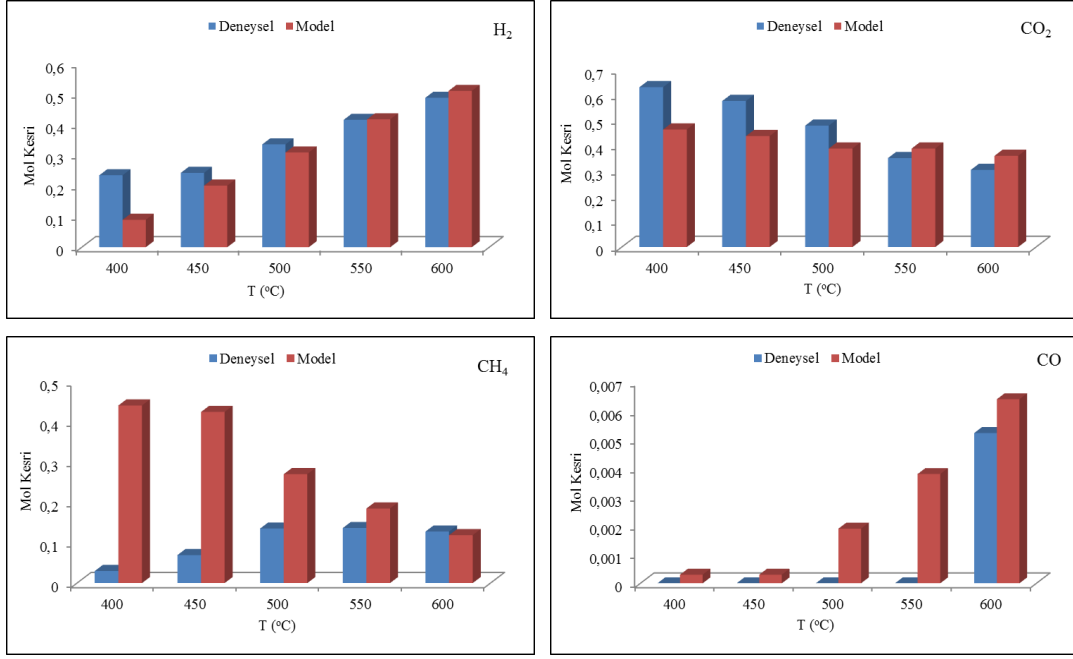 Deneysel Model
H₂
Mol Kesri
0,6
0,5
0,4
0,3
0,2
0,1
0
400 450 500 550 600
T (ºC)
Deneysel Model
CO₂
Mol Kesri
0,7
0,6
0,5
0,4
0,3
0,2
0,1
0
400 450 500 550 600
T (ºC)
Deneysel Model
CH₄
Mol Kesri
0,5
0,4
0,3
0,2
0,1
0
400 450 500 550 600
T (ºC)
Deneysel Model
CO
Mol Kesri
0,007
0,006
0,005
0,004
0,003
0,002
0,001
0
400 450 500 550 600
T (ºC)